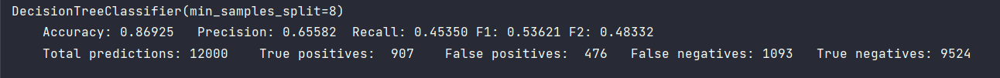 DecisionTreeClassifier(min_samples_split=8)
Accuracy: 0.86925 Precision: 0.65582 Recall: 0.45350 F1: 0.53621 F2: 0.48332
Total predictions: 12000 True positives: 907 False positives: 476 False negatives: 1093 True negatives: 9524